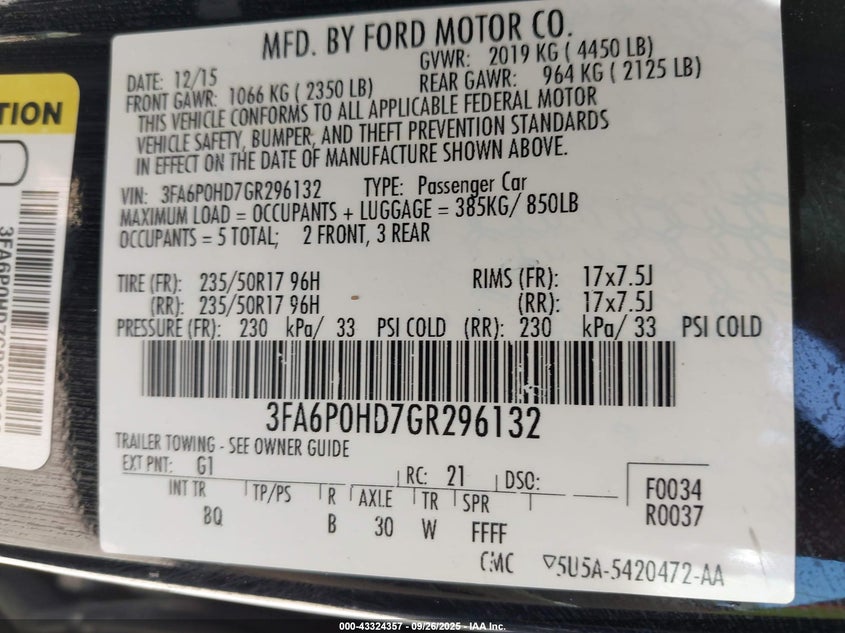 MFD. BY FORD MOTOR CO.
DATE: 12/15 GVWR: 2019 KG ( 4450 LB)
FRONT GAWR: 1066 KG ( 2350 LB) REAR GAWR: 964 KG ( 2125 LB)
THIS VEHICLE CONFORMS TO ALL APPLICABLE FEDERAL MOTOR
VEHICLE SAFETY, BUMPER, AND THEFT PREVENTION STANDARDS
IN EFFECT ON THE DATE OF MANUFACTURE SHOWN ABOVE.
VIN: 3FA6P0HD7GR296132 TYPE: Passenger Car
MAXIMUM LOAD = OCCUPANTS + LUGGAGE = 385KG/ 850LB
OCCUPANTS = 5 TOTAL; 2 FRONT, 3 REAR
TIRE (FR): 235/50R17 96H RIMS (FR): 17x7.5J
(RR): 235/50R17 96H (RR): 17x7.5J
PRESSURE (FR): 230 kPa/ 33 PSI COLD (RR): 230 kPa/ 33 PSI COLD
3FA6P0HD7GR296132
TRAILER TOWING - SEE OWNER GUIDE
EXT PNT: G1 RC: 21 DSO:
INT TR TP/PS R AXLE TR SPR
BQ B 30 W FFFF
F0034
R0037
CMC 5U5A-5420472-AA
TION
000-43324357 - 09/26/2025 - IAA Inc.